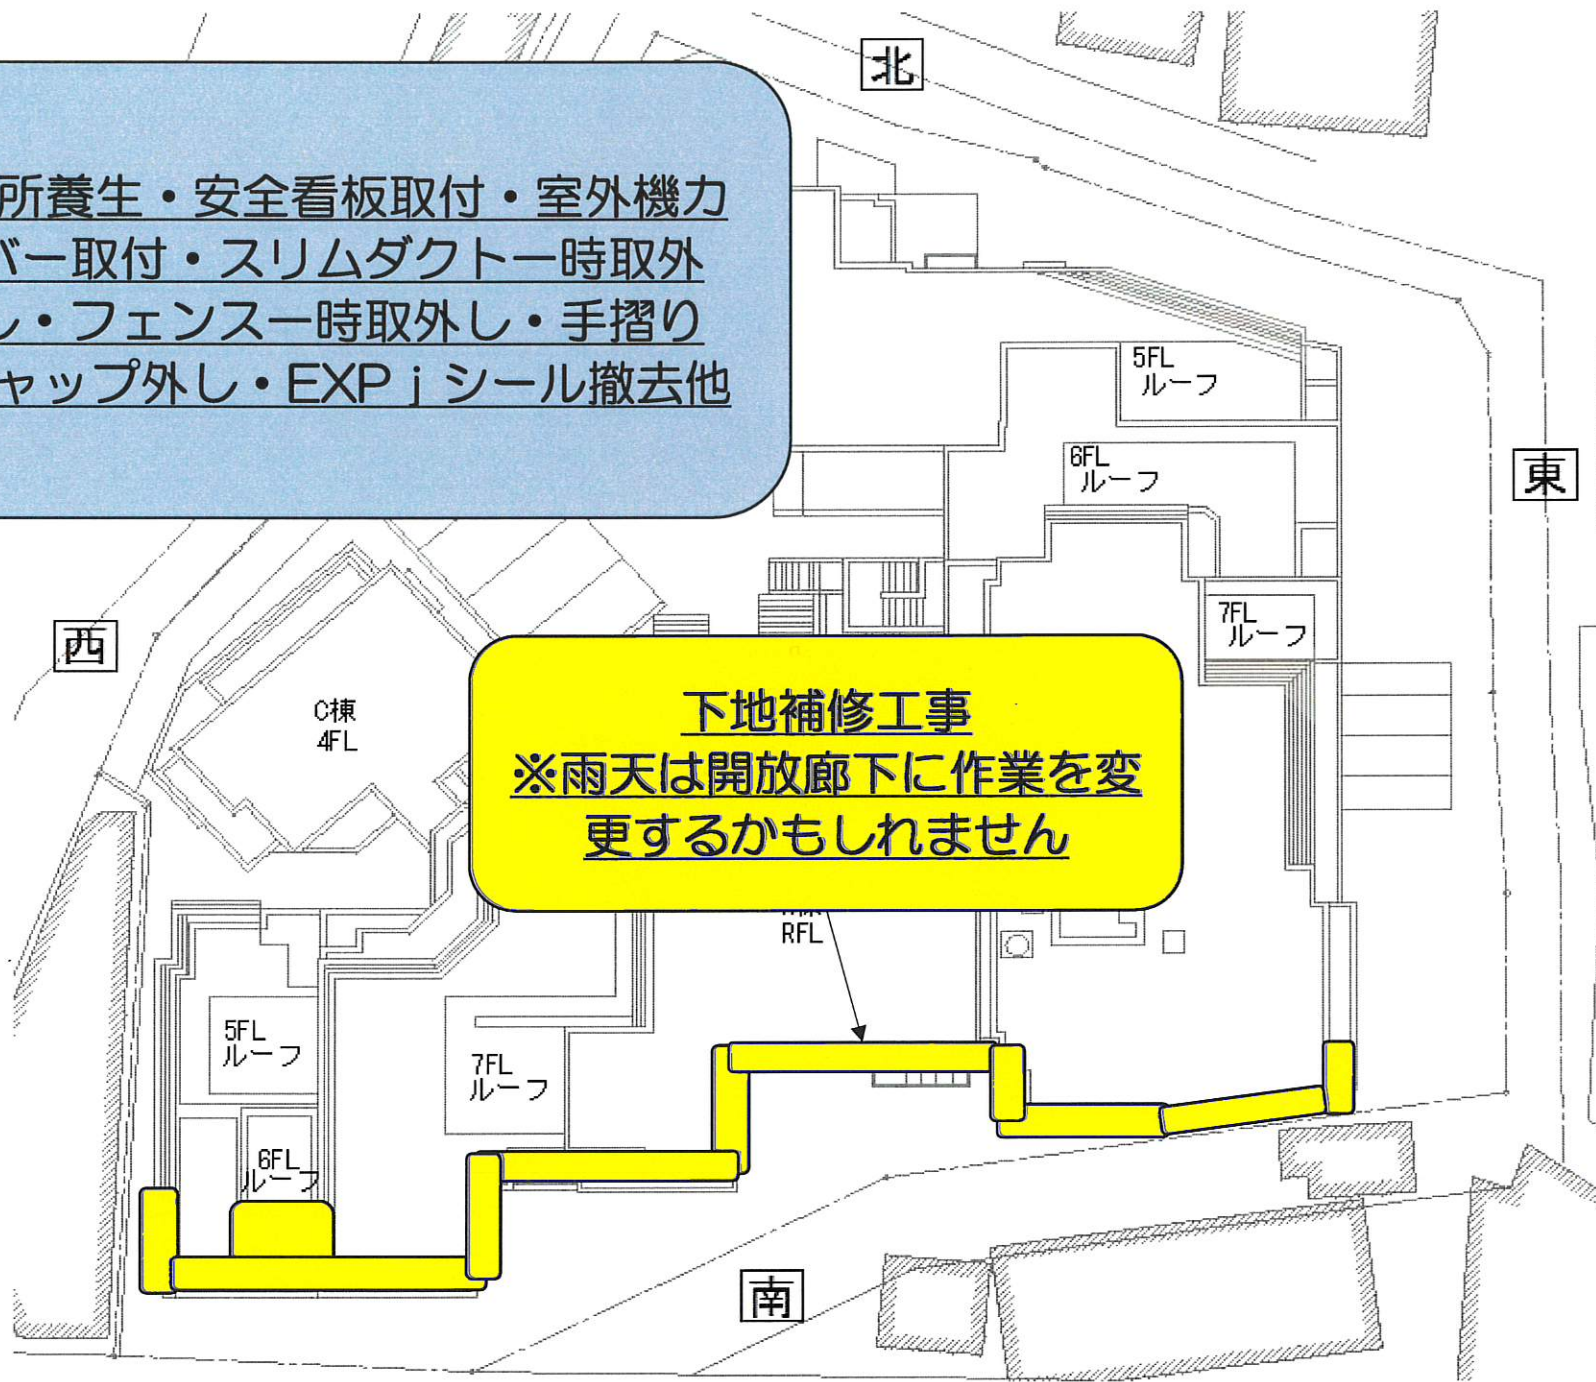 北
所養生・安全看板取付・室外機カ
バー取付・スリムダクト一時取外
し・フェンス一時取外し・手摺り
キャップ外し・EXPｊシール撤去他
5FL
ルーフ
6FL
ルーフ
東
7FL
ルーフ
西
C棟
4FL
下地補修工事
※雨天は開放廊下に作業を変
更するかもしれません
RFL
5FL
ルーフ
7FL
ルーフ
6FL
ルーフ
南